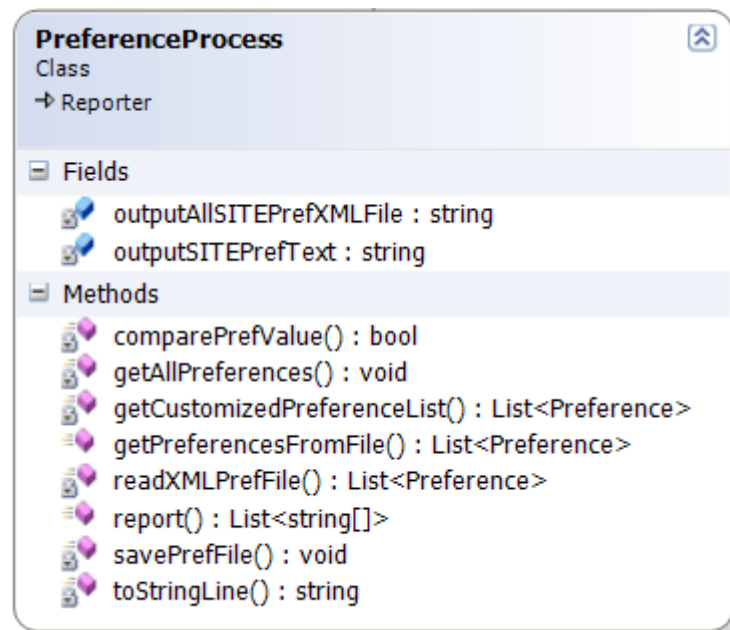 PreferenceProcess
Class
Reporter
Fields
outputAllSITEPrefXMLFile : string
outputSITEPrefText : string
Methods
comparePrefValue() : bool
getAllPreferences() : void
getCustomizedPreferenceList() : List<Preference>
getPreferencesFromFile() : List<Preference>
readXMLPrefFile() : List<Preference>
report() : List<string[]>
savePrefFile() : void
toStringLine() : string